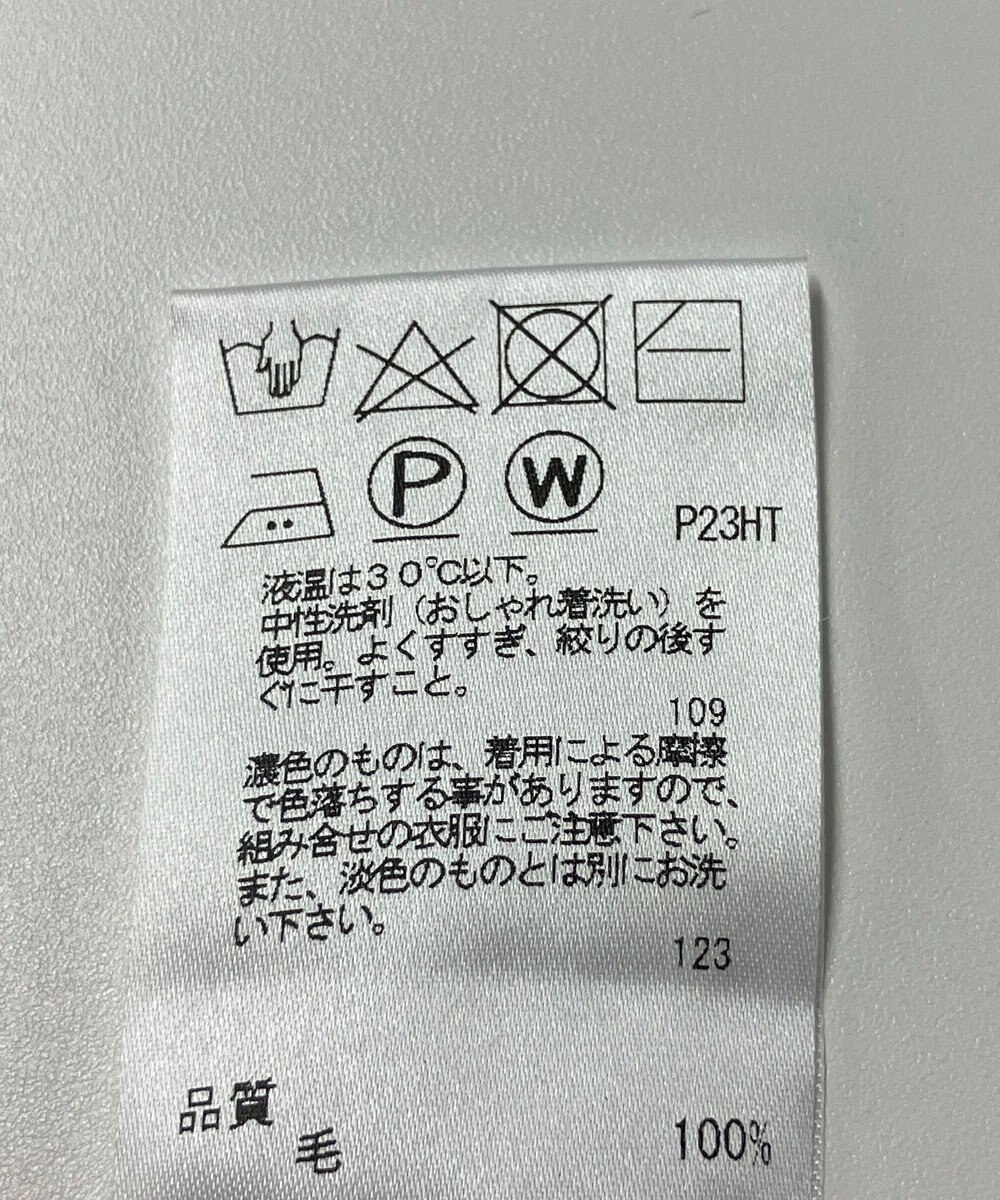 P
W
P23HT
液温は30℃以下。
中性洗剤（おしゃれ着洗い）を
使用。よくすすぎ、絞りの後す
ぐに干すこと。
109
濃色のものは、着用による摩擦
で色落ちする事がありますので、
組み合せの衣服にご注意下さい。
また、淡色のものとは別にお洗
い下さい。
123
品質
毛 100%